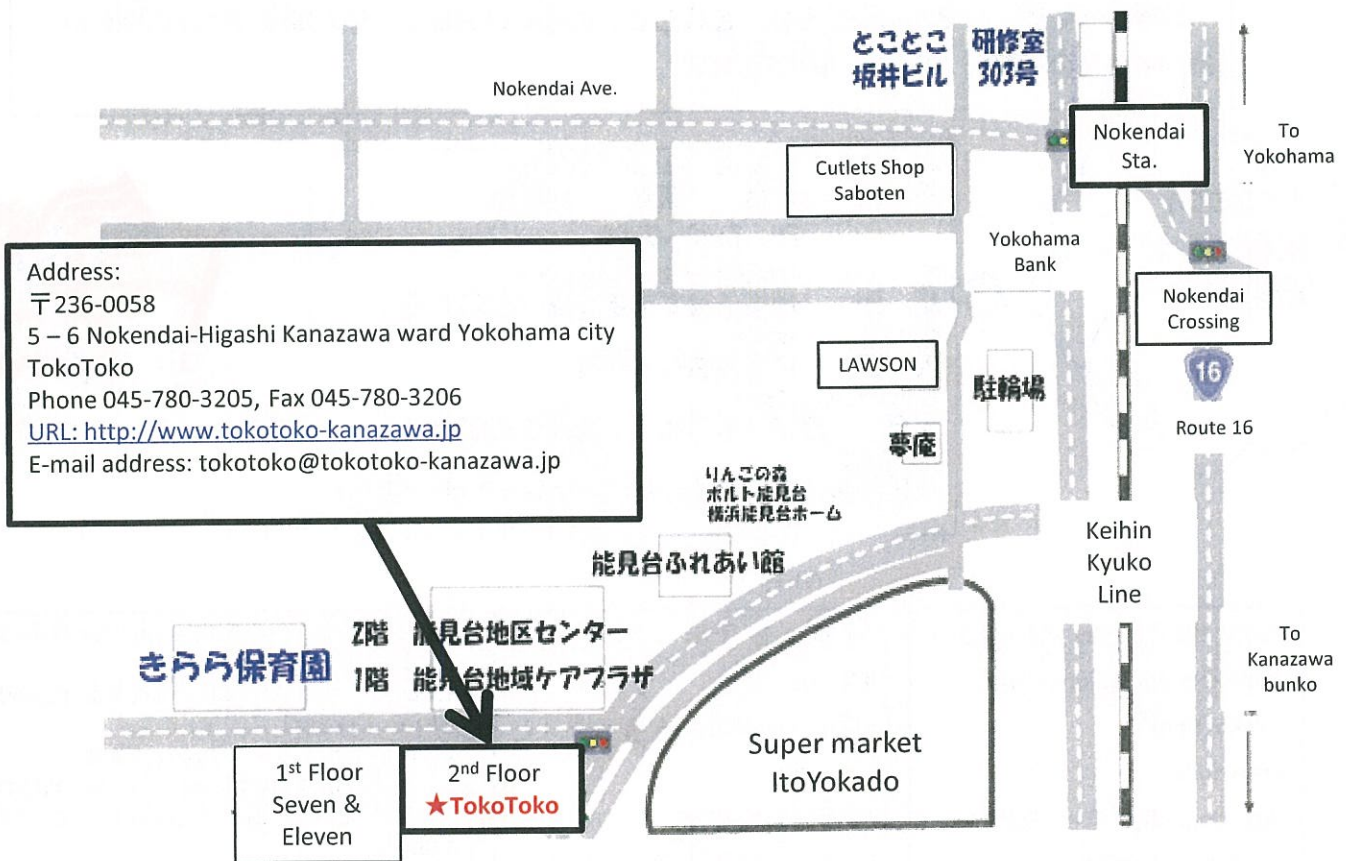 とことこ 研修室
坂井ビル 303号
Nokendai Ave.
Nokendai
Sta.
To
Yokohama
Cutlets Shop
Saboten
Yokohama
Bank
Nokendai
Crossing
Address:
〒236-0058
5 – 6 Nokendai-Higashi Kanazawa ward Yokohama city
TokoToko
Phone 045-780-3205, Fax 045-780-3206
URL: http://www.tokotoko-kanazawa.jp
E-mail address: tokotoko@tokotoko-kanazawa.jp
LAWSON
駐輪場
16
Route 16
夢庵
りんごの森
ポルト能見台
横浜能見台ホーム
能見台ふれあい館
Keihin
Kyuko
Line
2階 能見台地区センター
1階 能見台地域ケアプラザ
きらら保育園
To
Kanazawa
bunko
Super market
ItoYokado
1st Floor
Seven &
Eleven
2nd Floor
★TokoToko